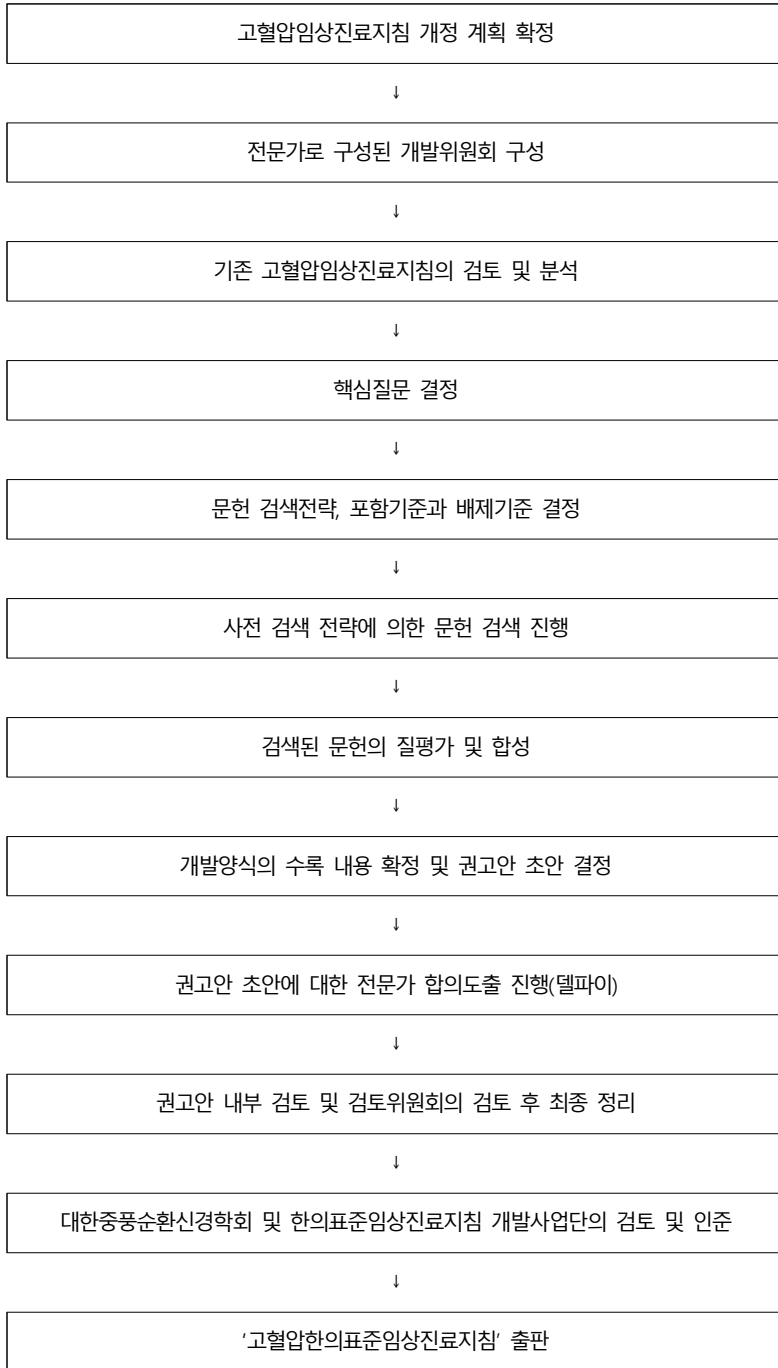 고혈압임상진료지침 개정 계획 확정
↓
전문가로 구성된 개발위원회 구성
↓
기존 고혈압임상진료지침의 검토 및 분석
↓
핵심질문 결정
↓
문헌 검색전략, 포함기준과 배제기준 결정
↓
사전 검색 전략에 의한 문헌 검색 진행
↓
검색된 문헌의 질평가 및 합성
↓
개발양식의 수록 내용 확정 및 권고안 초안 결정
↓
권고안 초안에 대한 전문가 합의도출 진행(델파이)
↓
권고안 내부 검토 및 검토위원회의 검토 후 최종 정리
↓
대한중풍순환신경학회 및 한의표준임상진료지침 개발사업단의 검토 및 인준
↓
‘고혈압한의표준임상진료지침’ 출판